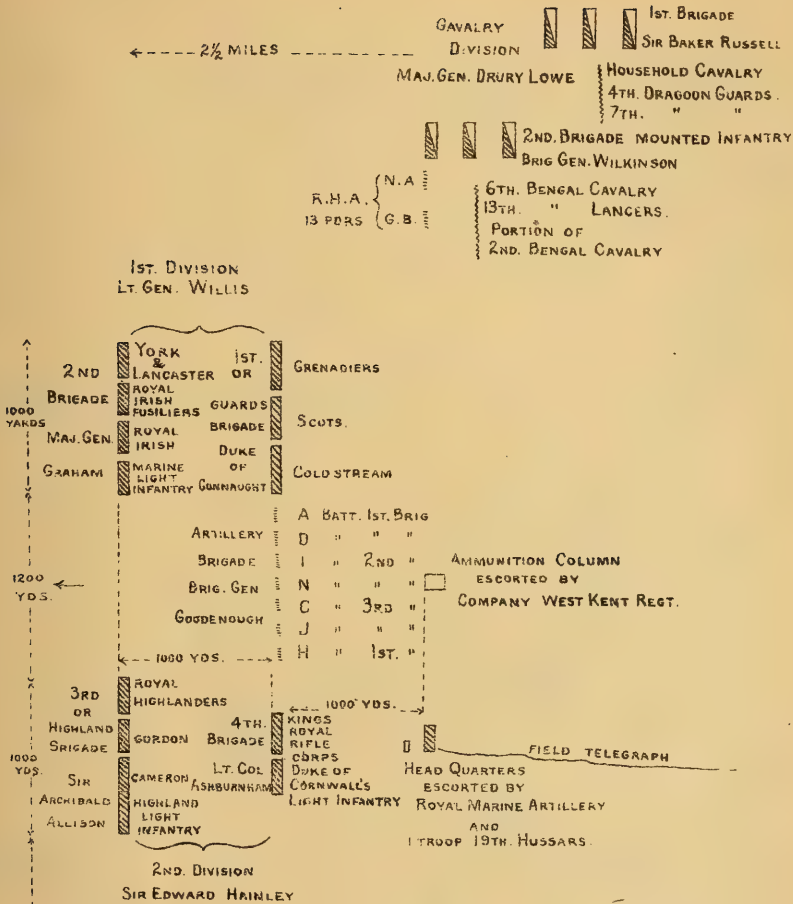 CAVALRY
DIVISION
MAJ. GEN. DRURY LOWE
1ST. BRIGADE
SIR BAKER RUSSELL
HOUSEHOLD CAVALRY
4TH. DRAGOON GUARDS.
7TH. " "
2½ MILES
2ND. BRIGADE MOUNTED INFANTRY
BRIG GEN. WILKINSON
R.H.A.
13 PDRS
N.A
G.B.
6TH. BENGAL CAVALRY
13TH. " LANCERS.
PORTION OF
2ND. BENGAL CAVALRY
1ST. DIVISION
LT. GEN. WILLIS
1000
YARDS
2ND
BRIGADE
MAJ. GEN.
GRAHAM
YORK
&
LANCASTER
ROYAL
IRISH
FUSILIERS
ROYAL
IRISH
MARINE
LIGHT
INFANTRY
1ST.
OR
GUARDS
BRIGADE
DUKE
OF
CONNAUGHT
GRENADIERS
SCOTS.
COLDSTREAM
1200
YDS.
ARTILLERY
BRIGADE
BRIG. GEN
GOODENOUGH
A BATT. 1ST. BRIG
D " " "
I " 2ND "
N " " "
C " 3RD "
J " " "
H " 1ST. "
AMMUNITION COLUMN
ESCORTED BY
COMPANY WEST KENT REGT.
1000 YDS.
1000 YDS.
1000
YDS.
3RD
OR
HIGHLAND
BRIGADE
SIR
ARCHIBALD
ALLISON
ROYAL
HIGHLANDERS
GORDON
CAMERON
HIGHLAND
LIGHT
INFANTRY
4TH.
BRIGADE
LT. COL
ASHBURNHAM
KINGS
ROYAL
RIFLE
CORPS
DUKE OF
CORNWALL'S
LIGHT INFANTRY
FIELD TELEGRAPH
HEAD QUARTERS
ESCORTED BY
ROYAL MARINE ARTILLERY
AND
1 TROOP 19TH. HUSSARS.
2ND. DIVISION
SIR EDWARD HAINLEY